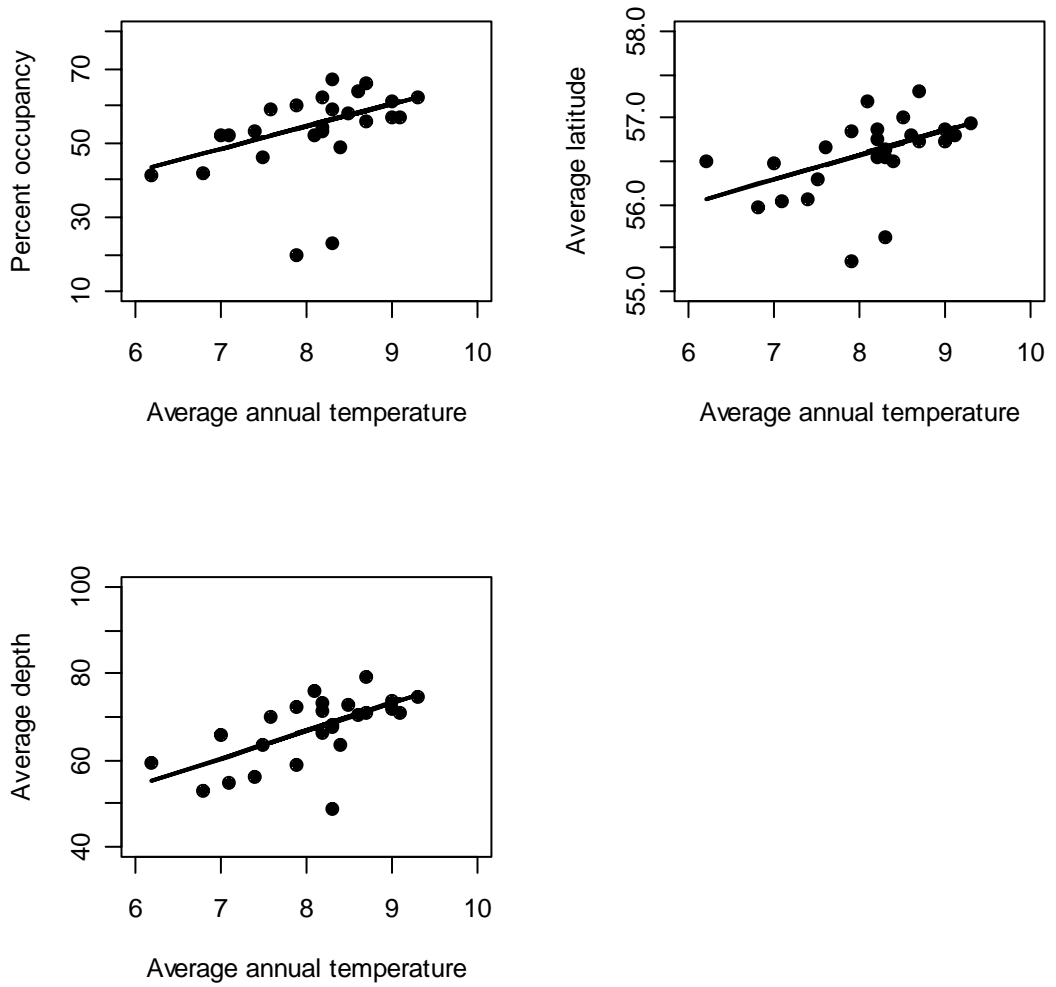 Percent occupancy
70
50
30
10
6 7 8 9 10
Average annual temperature
Average latitude
58.0
57.0
56.0
55.0
6 7 8 9 10
Average annual temperature
Average depth
100
80
60
40
6 7 8 9 10
Average annual temperature